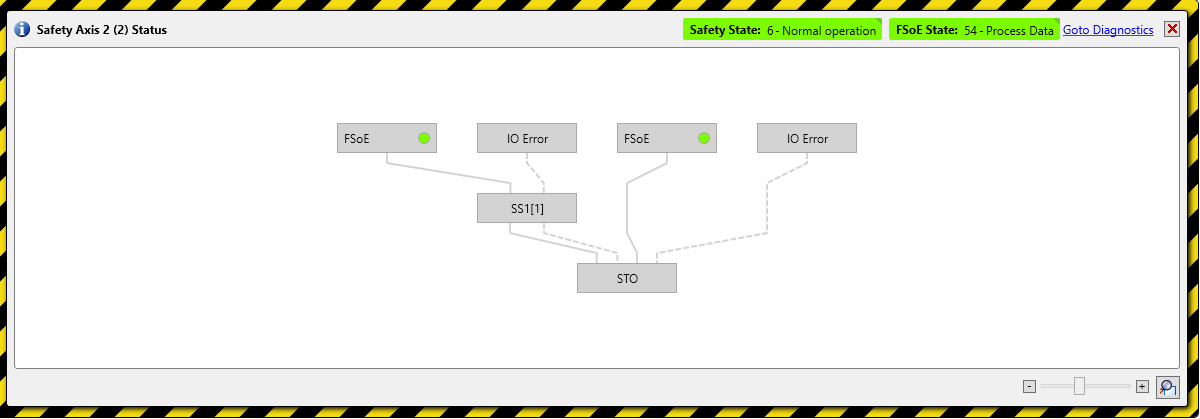 Safety Axis 2 (2) Status
Safety State: 6 - Normal operation
FSoE State: 54 - Process Data
Goto Diagnostics
FSoE
IO Error
FSoE
IO Error
SS1[1]
STO
- +